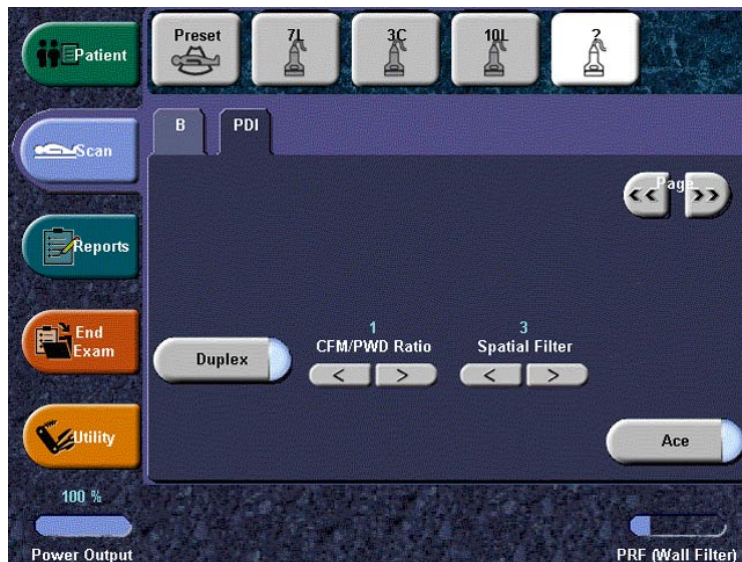 Patient
Preset
7L
3C
10L
?
Scan
B
PDI
Page
<< >>
Reports
1
CFM/PWD Ratio
< >
3
Spatial Filter
< >
Duplex
End
Exam
Utility
Ace
100 %
Power Output
PRF (Wall Filter)